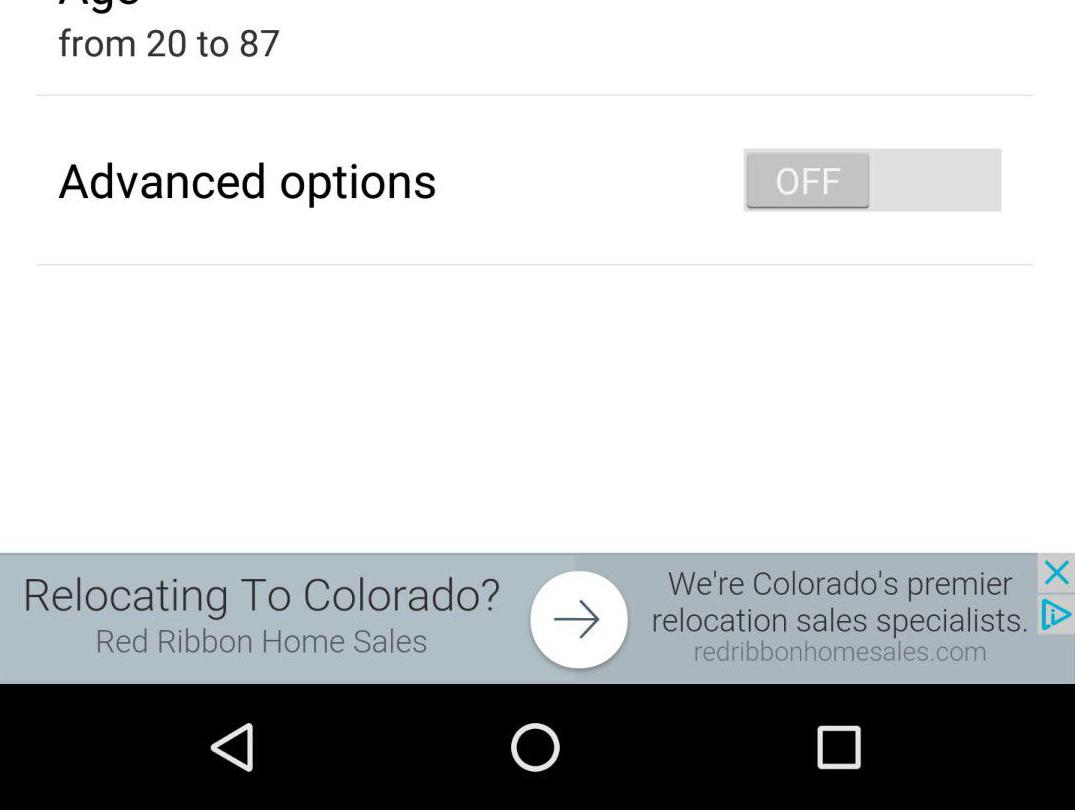 Age
from 20 to 87
Advanced options
OFF
Relocating To Colorado?
Red Ribbon Home Sales
We're Colorado's premier
relocation sales specialists.
redribbonhomesales.com